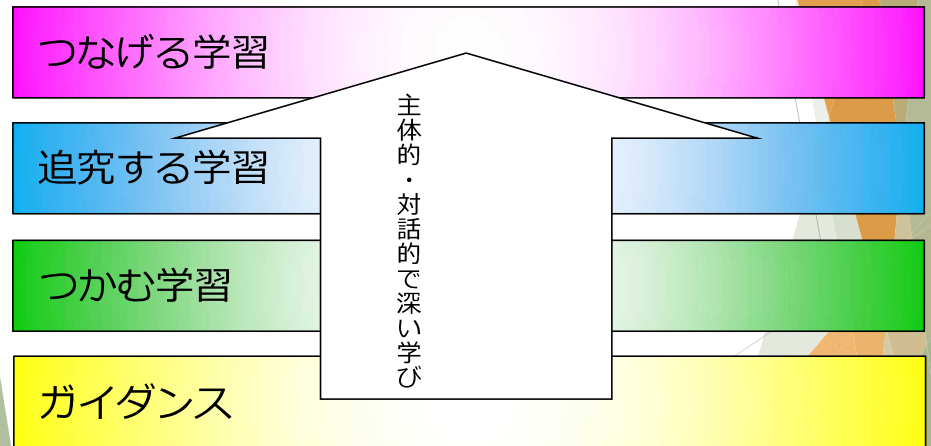 つなげる学習
追究する学習
つかむ学習
ガイダンス
主体的・対話的で深い学び